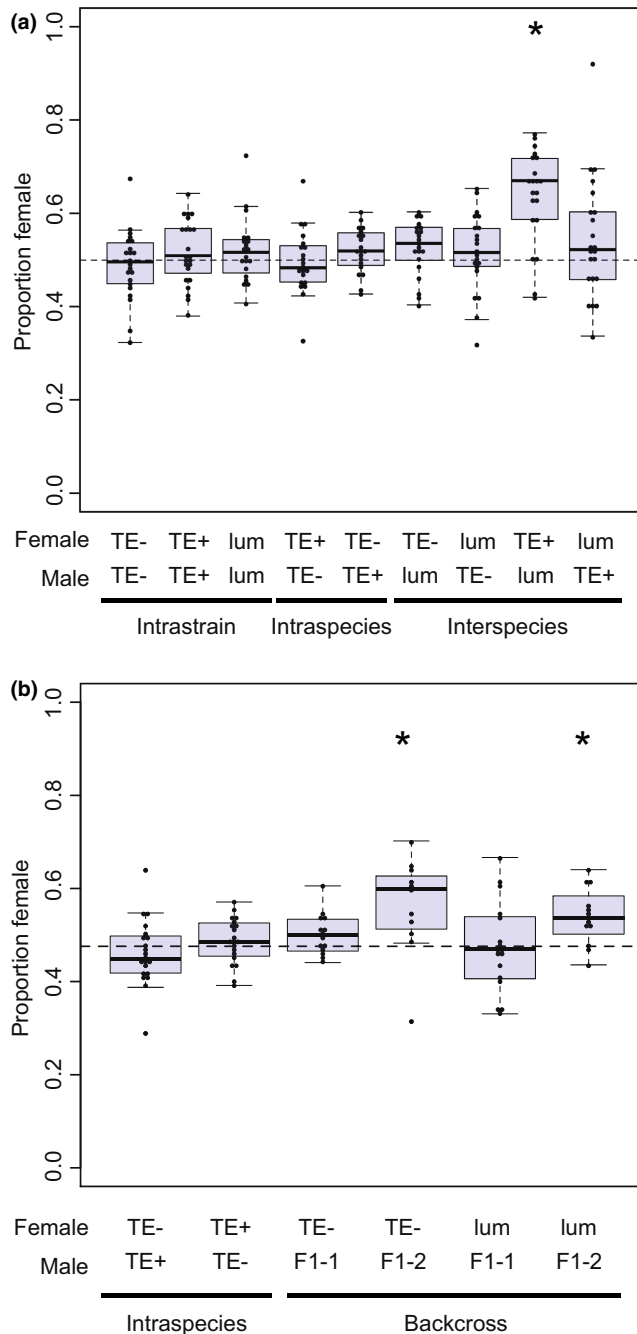 (a)
*
1.0
0.8
0.6
0.4
0.2
0.0
Proportion female
Female TE- TE+ lum TE+ TE- TE- lum TE+ lum
Male TE- TE+ lum TE- TE+ lum TE- lum TE+
Intrastrain Intraspecies Interspecies
(b)
* *
1.0
0.8
0.6
0.4
0.2
0.0
Proportion female
Female TE- TE+ TE- TE- lum lum
Male TE+ TE- F1-1 F1-2 F1-1 F1-2
Intraspecies Backcross